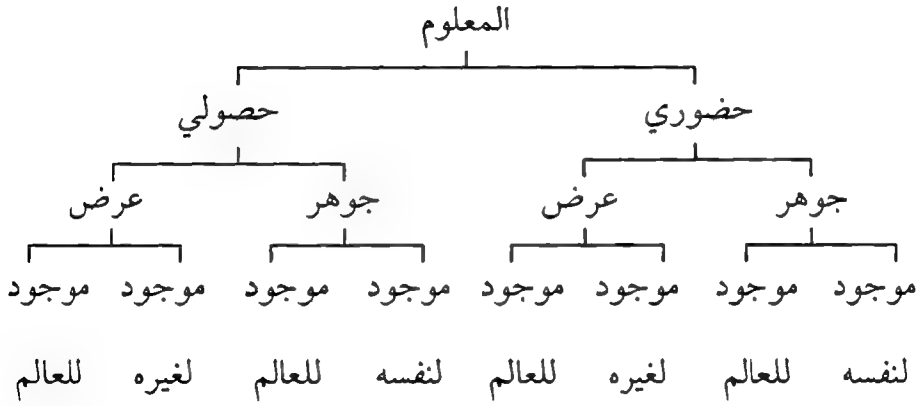 المعلوم
حضوري حصولي
جوهر عرض جوهر عرض
موجود موجود موجود موجود موجود موجود موجود موجود
لنفسه للعالم لغيره للعالم لنفسه للعالم لغيره للعالم